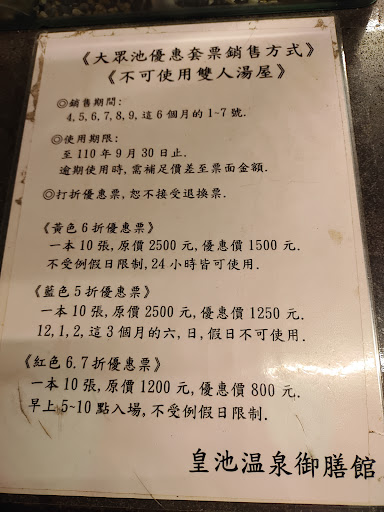 《大眾池優惠套票銷售方式》
《不可使用雙人湯屋》
◎銷售期間:
4,5,6,7,8,9,這6個月的1~7號.
◎使用期限:
至110年9月30日止.
逾期使用時,需補足價差至票面金額.
◎打折優惠票,恕不接受退換票.
《黃色6折優惠票》
一本10張,原價2500元,優惠價1500元.
不受例假日限制,24小時皆可使用.
《藍色5折優惠票》
一本10張,原價2500元,優惠價1250元.
12,1,2,這3個月的六,日,假日不可使用.
《紅色6.7折優惠票》
一本10張,原價1200元,優惠價800元.
早上5~10點入場,不受例假日限制.
皇池溫泉御膳館